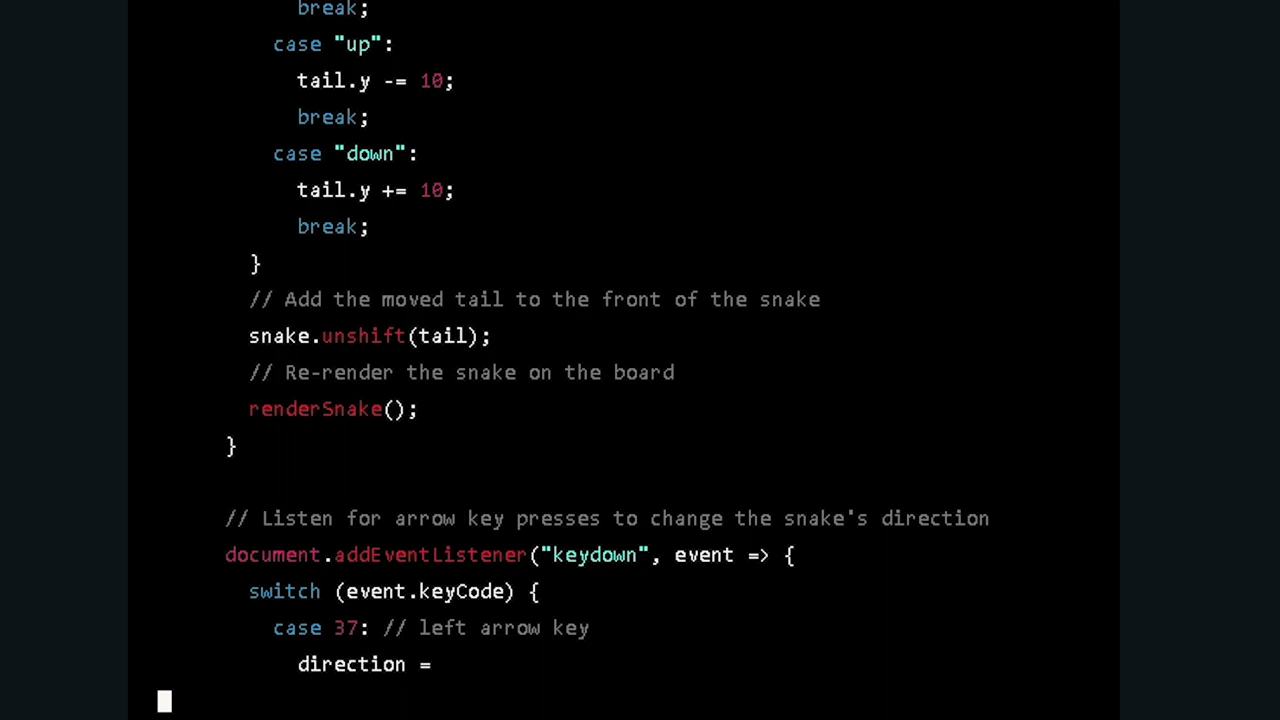 break;
case "up":
tail.y -= 10;
break;
case "down":
tail.y += 10;
break;
}
// Add the moved tail to the front of the snake
snake.unshift(tail);
// Re-render the snake on the board
renderSnake();
}
// Listen for arrow key presses to change the snake's direction
document.addEventListener("keydown", event => {
switch (event.keyCode) {
case 37: // left arrow key
direction =